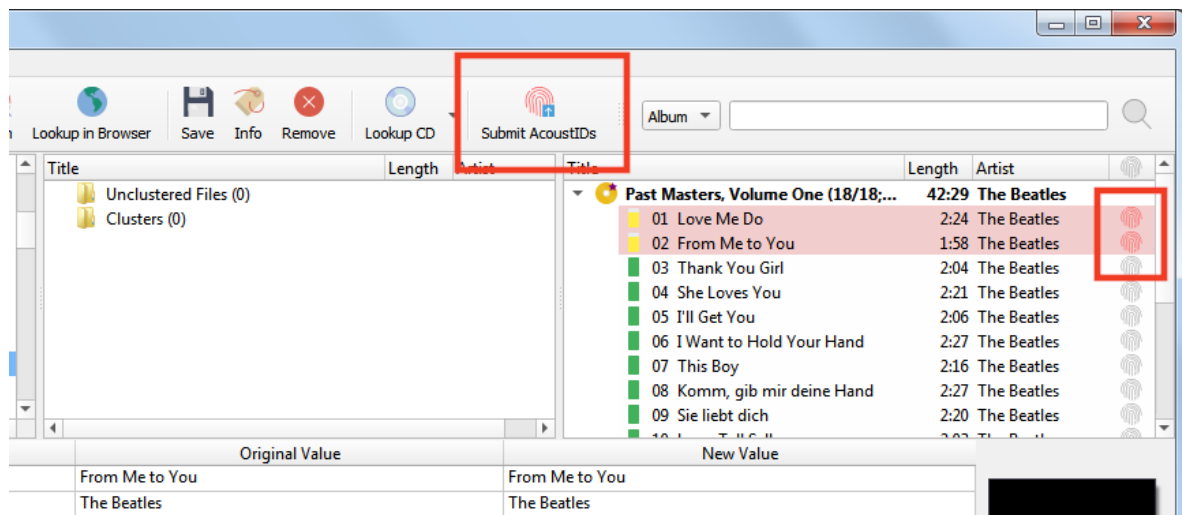 Lookup in Browser Save Info Remove Lookup CD Submit AcoustIDs Album
Title Length Artist
Unclustered Files (0)
Clusters (0)
Title Length Artist
Past Masters, Volume One (18/18;... 42:29 The Beatles
01 Love Me Do 2:24 The Beatles
02 From Me to You 1:58 The Beatles
03 Thank You Girl 2:04 The Beatles
04 She Loves You 2:21 The Beatles
05 I'll Get You 2:06 The Beatles
06 I Want to Hold Your Hand 2:27 The Beatles
07 This Boy 2:16 The Beatles
08 Komm, gib mir deine Hand 2:27 The Beatles
09 Sie liebt dich 2:20 The Beatles
Original Value New Value
From Me to You From Me to You
The Beatles The Beatles